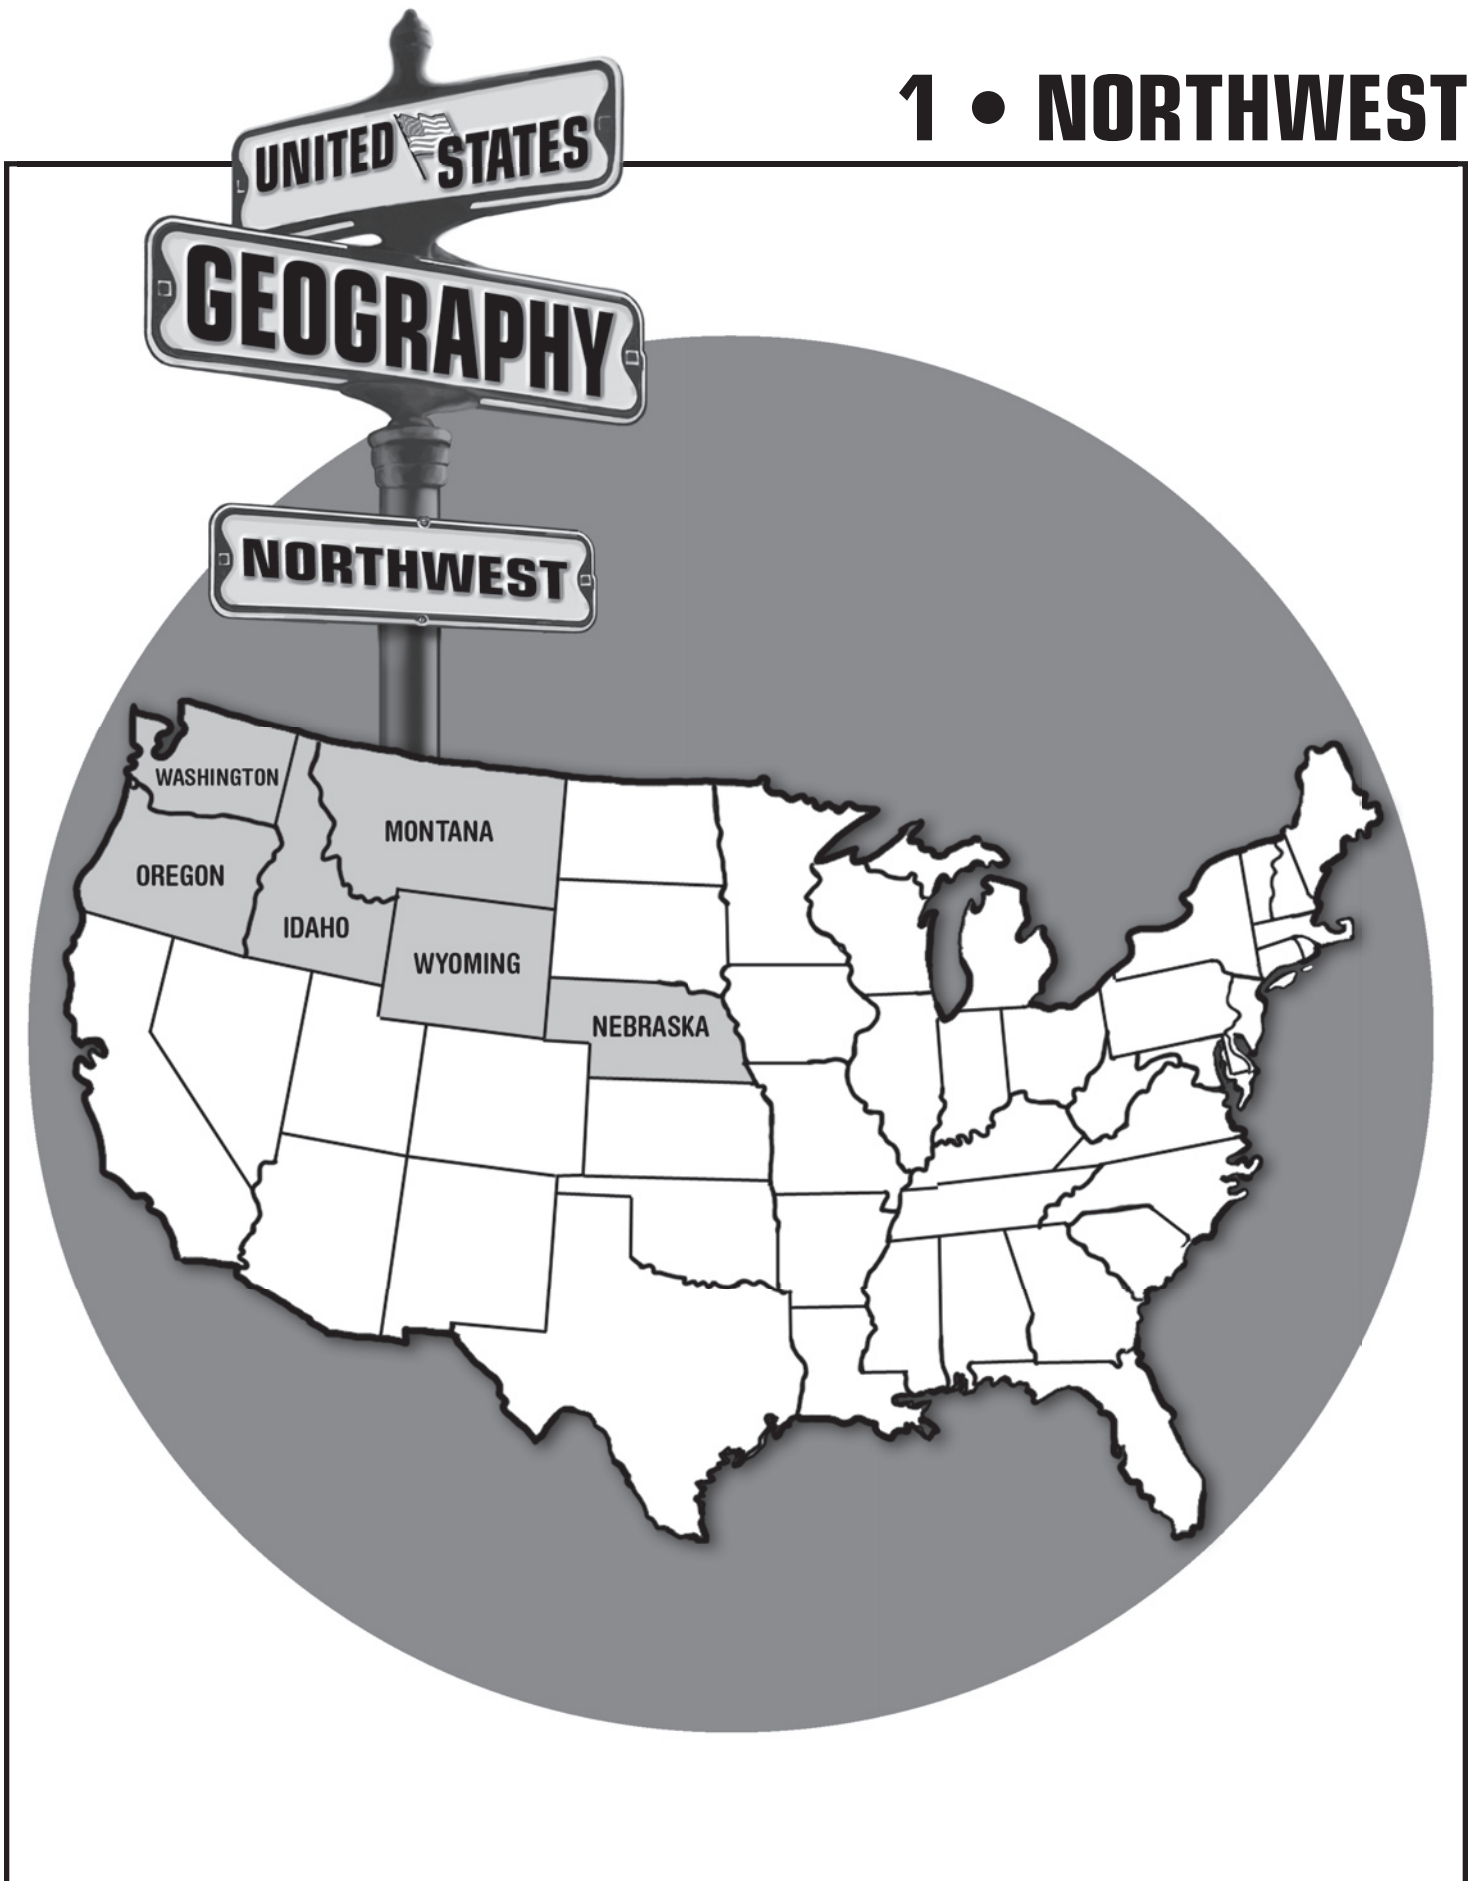 1 • NORTHWEST
UNITED STATES
GEOGRAPHY
NORTHWEST
WASHINGTON
MONTANA
OREGON
IDAHO
WYOMING
NEBRASKA